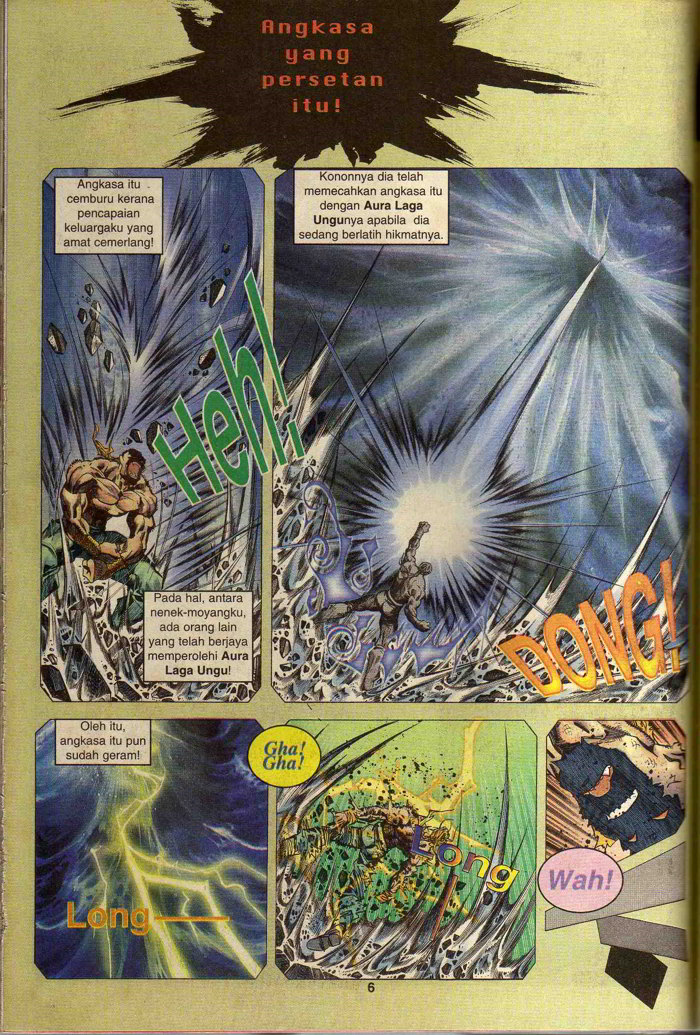 Angkasa
yang
persetan
itu!
Angkasa itu
cemburu kerana
pencapaian
keluargaku yang
amat cemerlang!
Heh!
Pada hal, antara
nenek-moyangku,
ada orang lain
yang telah berjaya
memperolehi Aura
Laga Ungu!
Kononnya dia telah
memecahkan angkasa itu
dengan Aura Laga
Ungunya apabila dia
sedang berlatih hikmatnya.
DONG!
Oleh itu,
angkasa itu pun
sudah geram!
Long
Gha!
Gha!
Long
Wah!
6